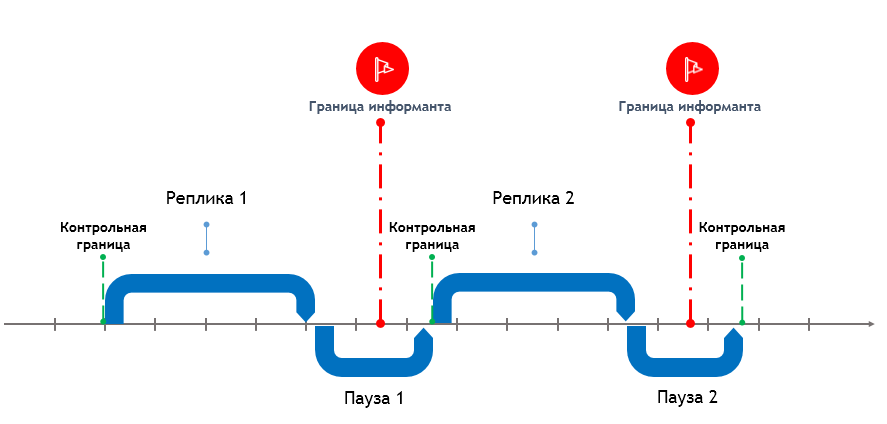 Граница информанта
Граница информанта
Реплика 1
Реплика 2
Контрольная
граница
Контрольная
граница
Контрольная
граница
Пауза 1
Пауза 2